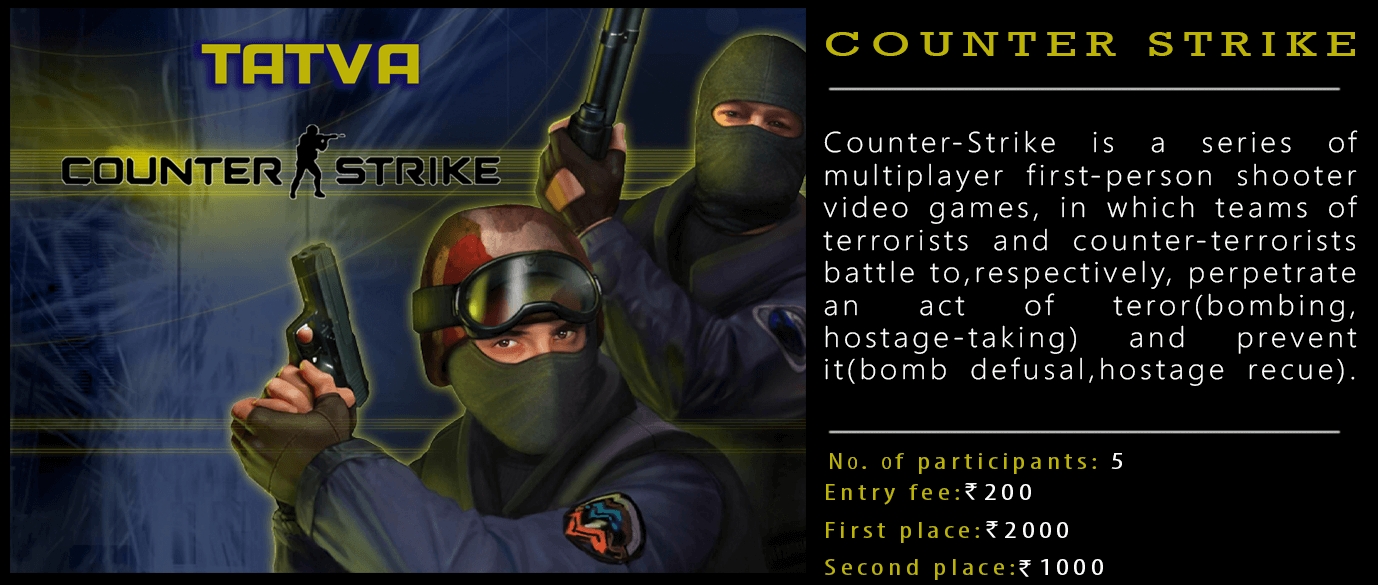 TATVA
COUNTER STRIKE
COUNTER STRIKE
Counter-Strike is a series of
multiplayer first-person shooter
video games, in which teams of
terrorists and counter-terrorists
battle to,respectively, perpetrate
an act of teror(bombing,
hostage-taking) and prevent
it(bomb defusal,hostage recue).
No. of participants: 5
Entry fee:₹200
First place:₹2000
Second place:₹1000